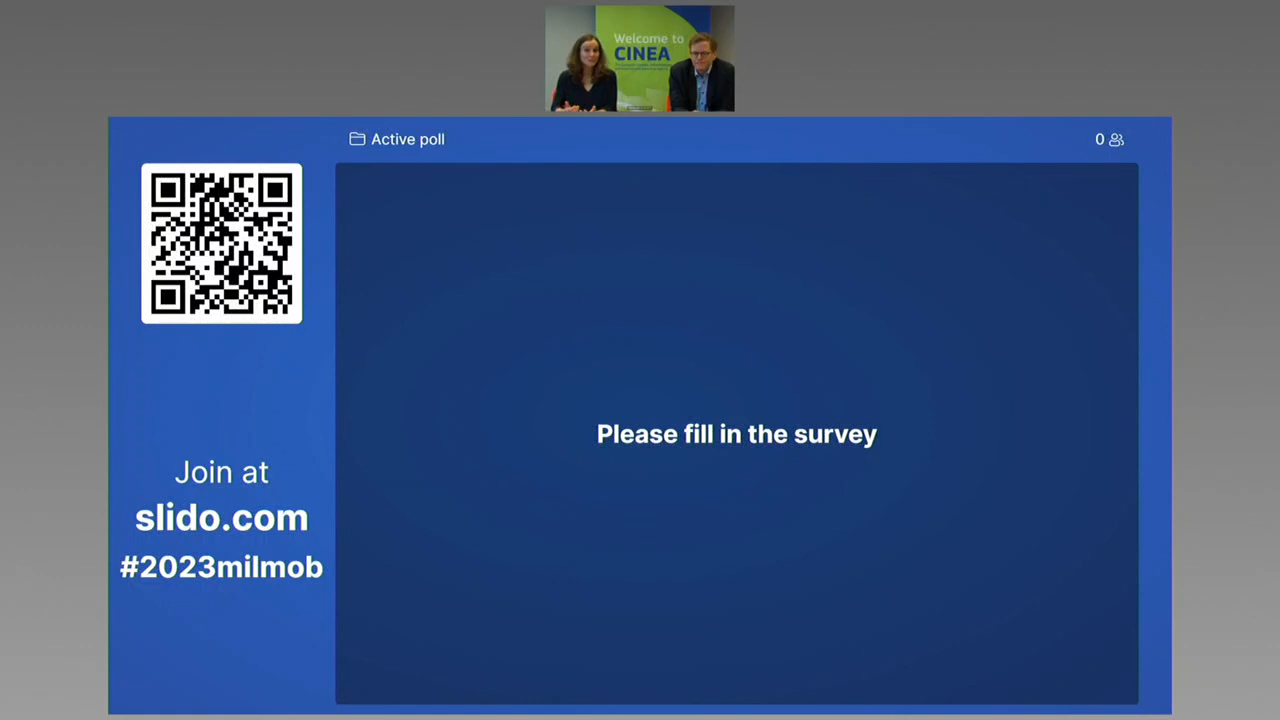 Welcome to
CINEA
Active poll
0
Please fill in the survey
Join at
slido.com
#2023milmob